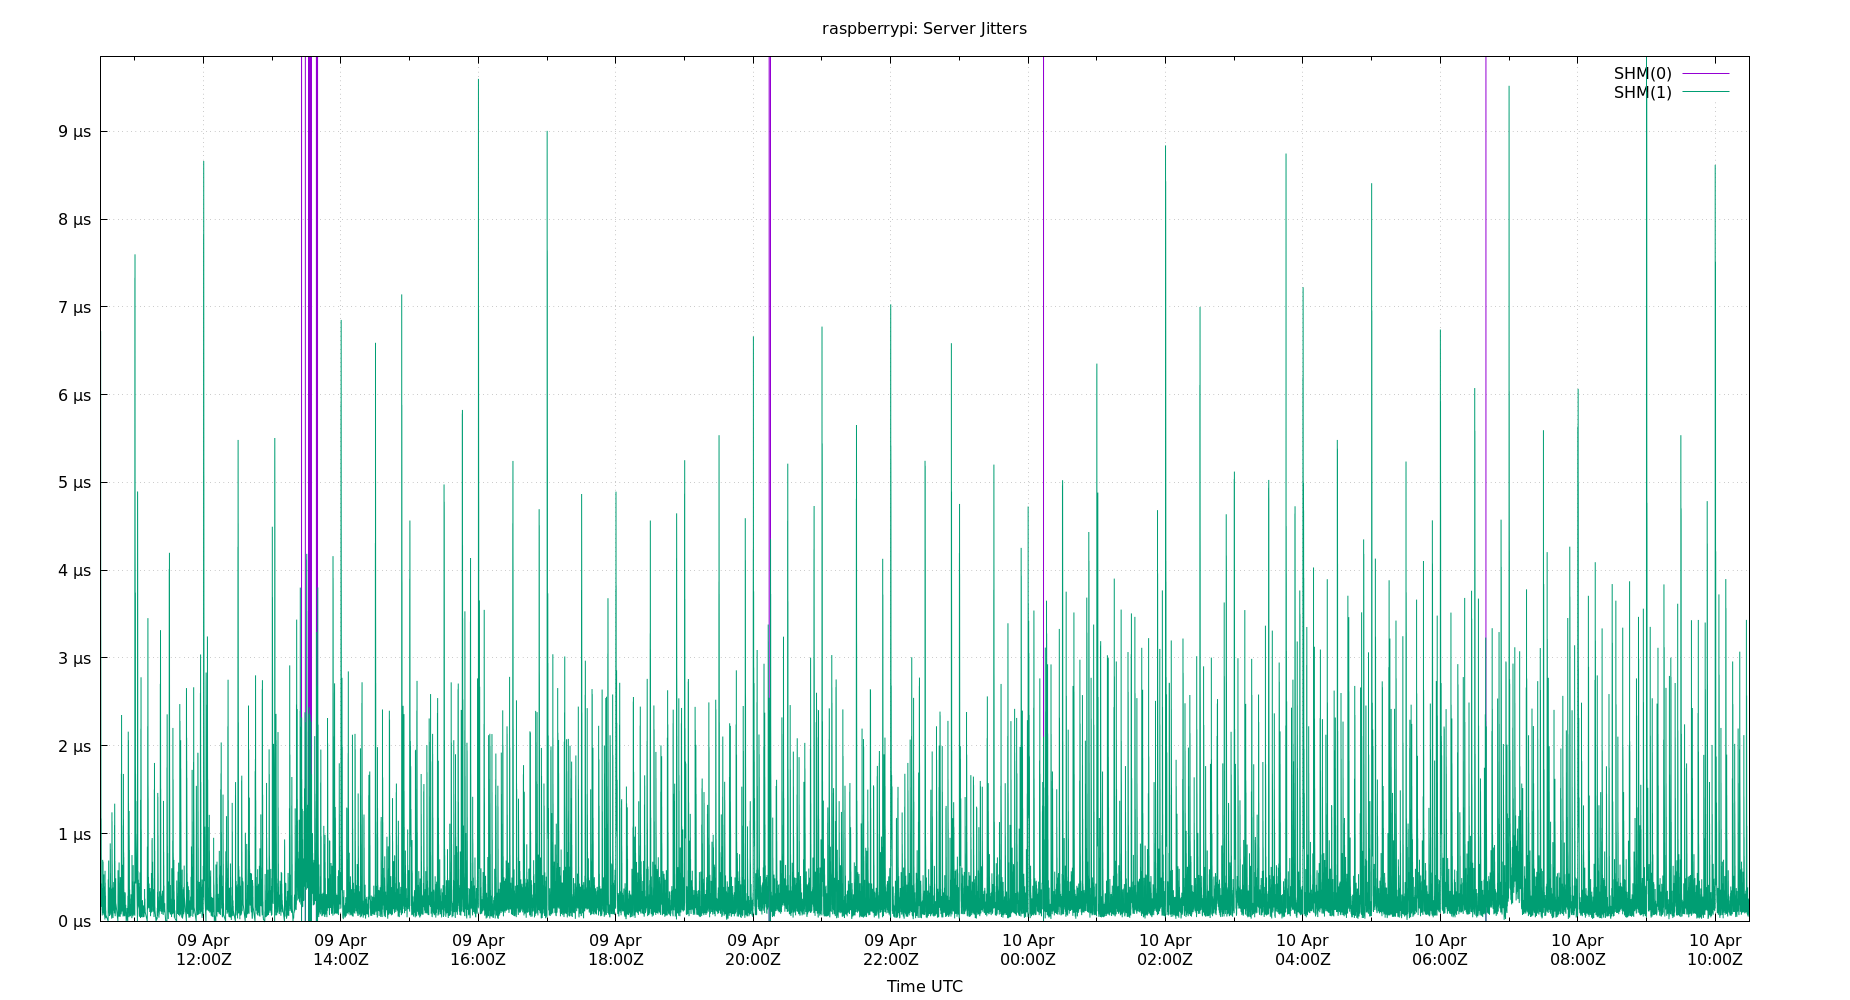 raspberrypi: Server Jitters
SHM(0)
SHM(1)
9 µs
8 µs
7 µs
6 µs
5 µs
4 µs
3 µs
2 µs
1 µs
0 µs
09 Apr 09 Apr 09 Apr 09 Apr 09 Apr 09 Apr 10 Apr 10 Apr 10 Apr 10 Apr 10 Apr 10 Apr
12:00Z 14:00Z 16:00Z 18:00Z 20:00Z 22:00Z 00:00Z 02:00Z 04:00Z 06:00Z 08:00Z 10:00Z
Time UTC